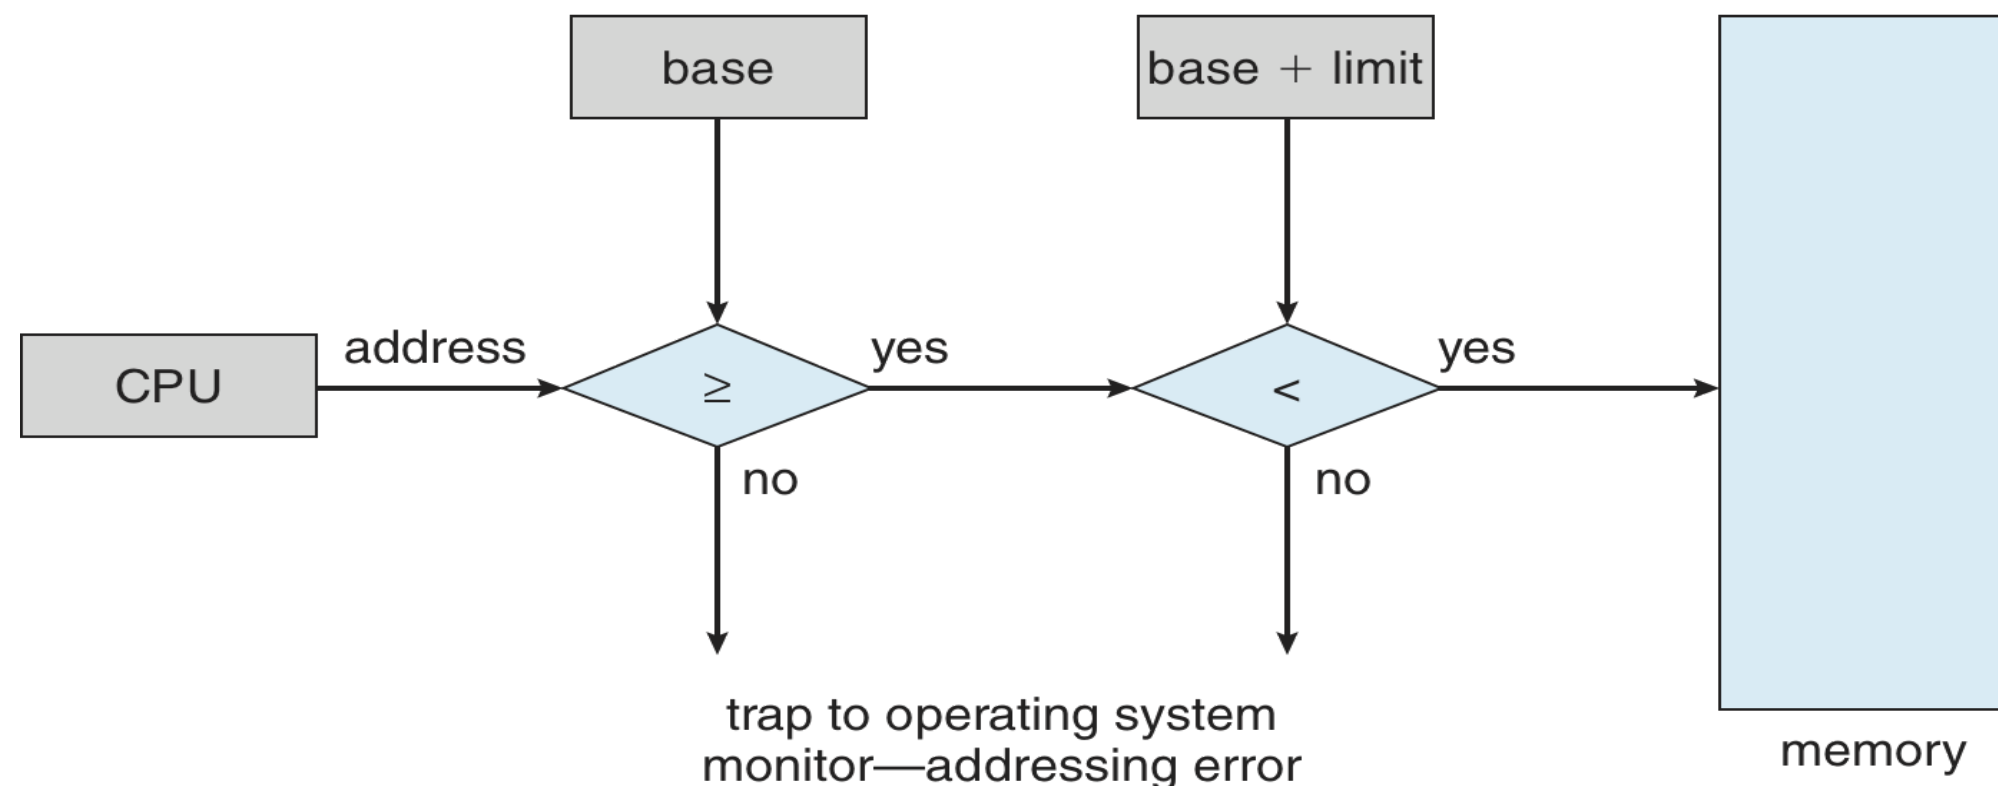 base
base + limit
CPU
address
≥
yes
<
yes
no
no
trap to operating system
monitor—addressing error
memory